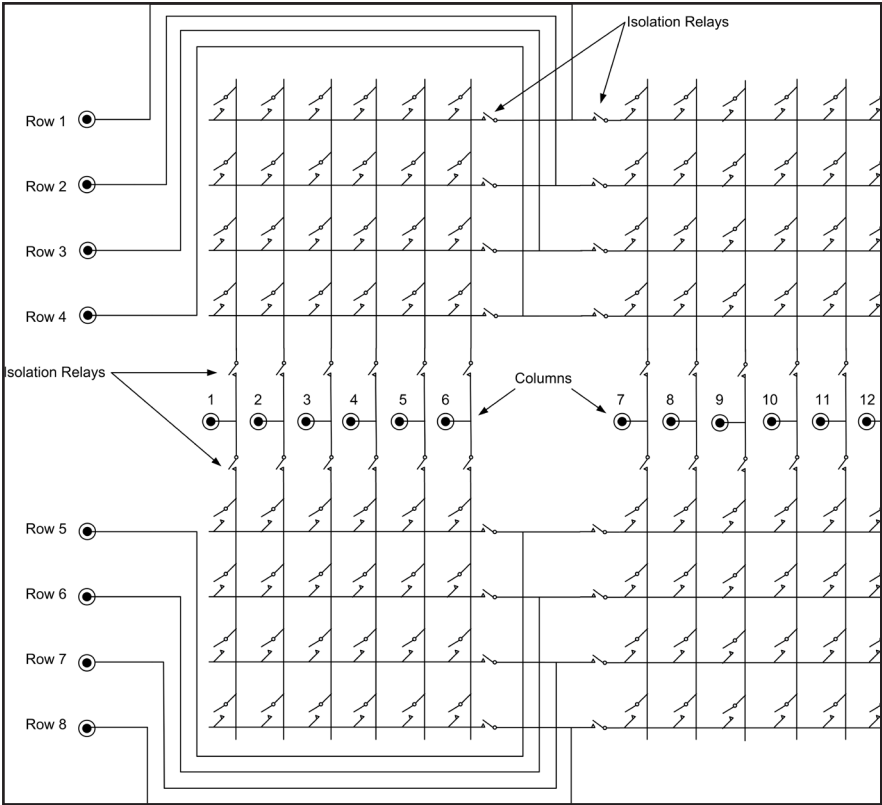 Isolation Relays
Row 1
Row 2
Row 3
Row 4
Isolation Relays
Columns
1 2 3 4 5 6 7 8 9 10 11 12
Row 5
Row 6
Row 7
Row 8